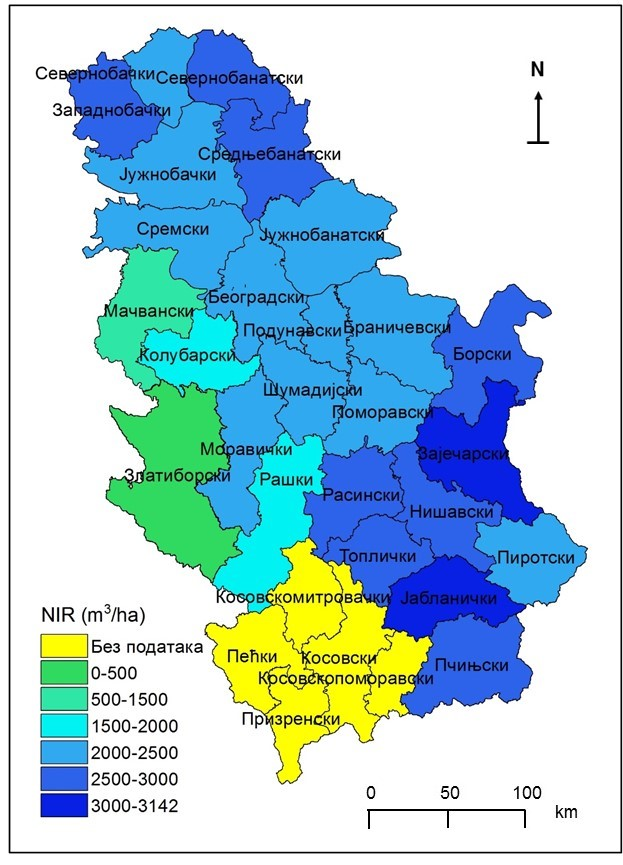 Севернобачки
Севернобанатски
Западнобачки
Средњебанатски
Јужнобачки
Сремски
Јужнобанатски
Београдски
Мачвански
Подунавски
Браничевски
Колубарски
Борски
Шумадијски
Поморавски
Моравички
Зајечарски
Златиборски
Рашки
Расински
Нишавски
Топлички
Пиротски
Косовскомитровачки
Јабланички
Пећки
Косовски
Пчињски
Косовскопоморавски
Призренски
N
NIR (m³/ha)
Без података
0-500
500-1500
1500-2000
2000-2500
2500-3000
3000-3142
0 50 100
km